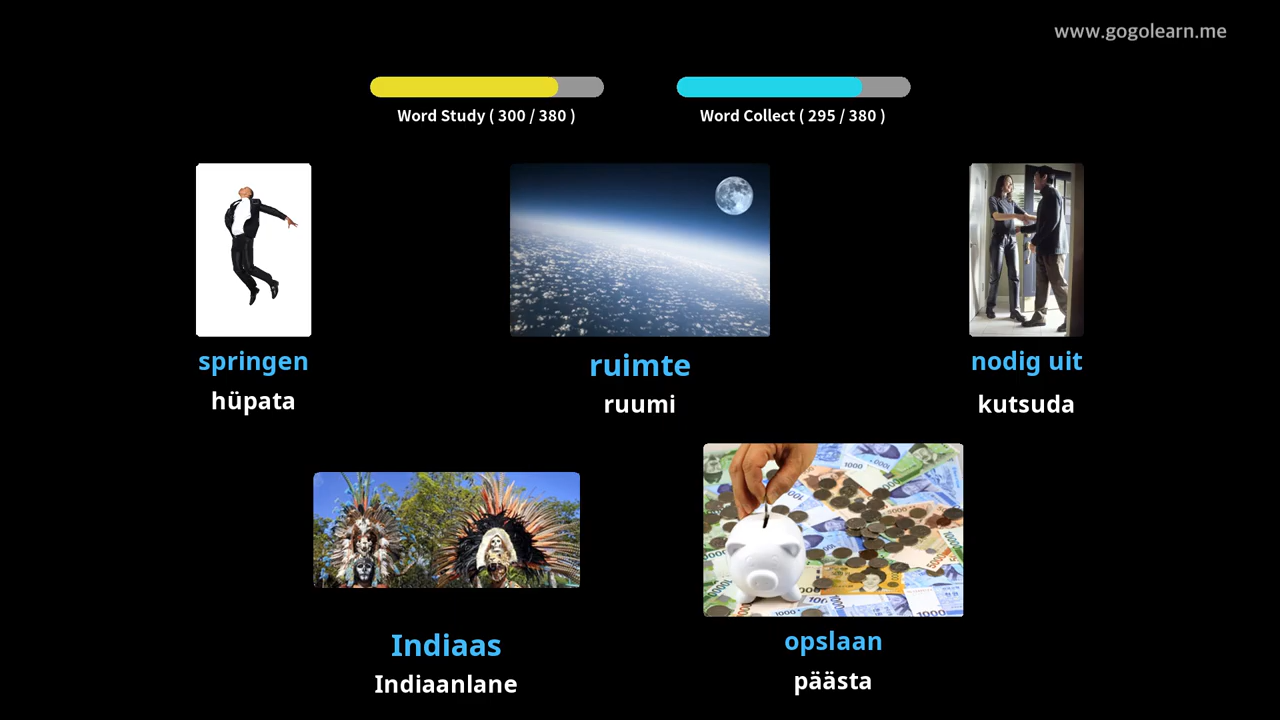 www.gogolearn.me
Word Study ( 300 / 380 )
Word Collect ( 295 / 380 )
springen
hüpata
ruimte
ruumi
nodig uit
kutsuda
Indiaas
Indiaanlane
opslaan
päästa